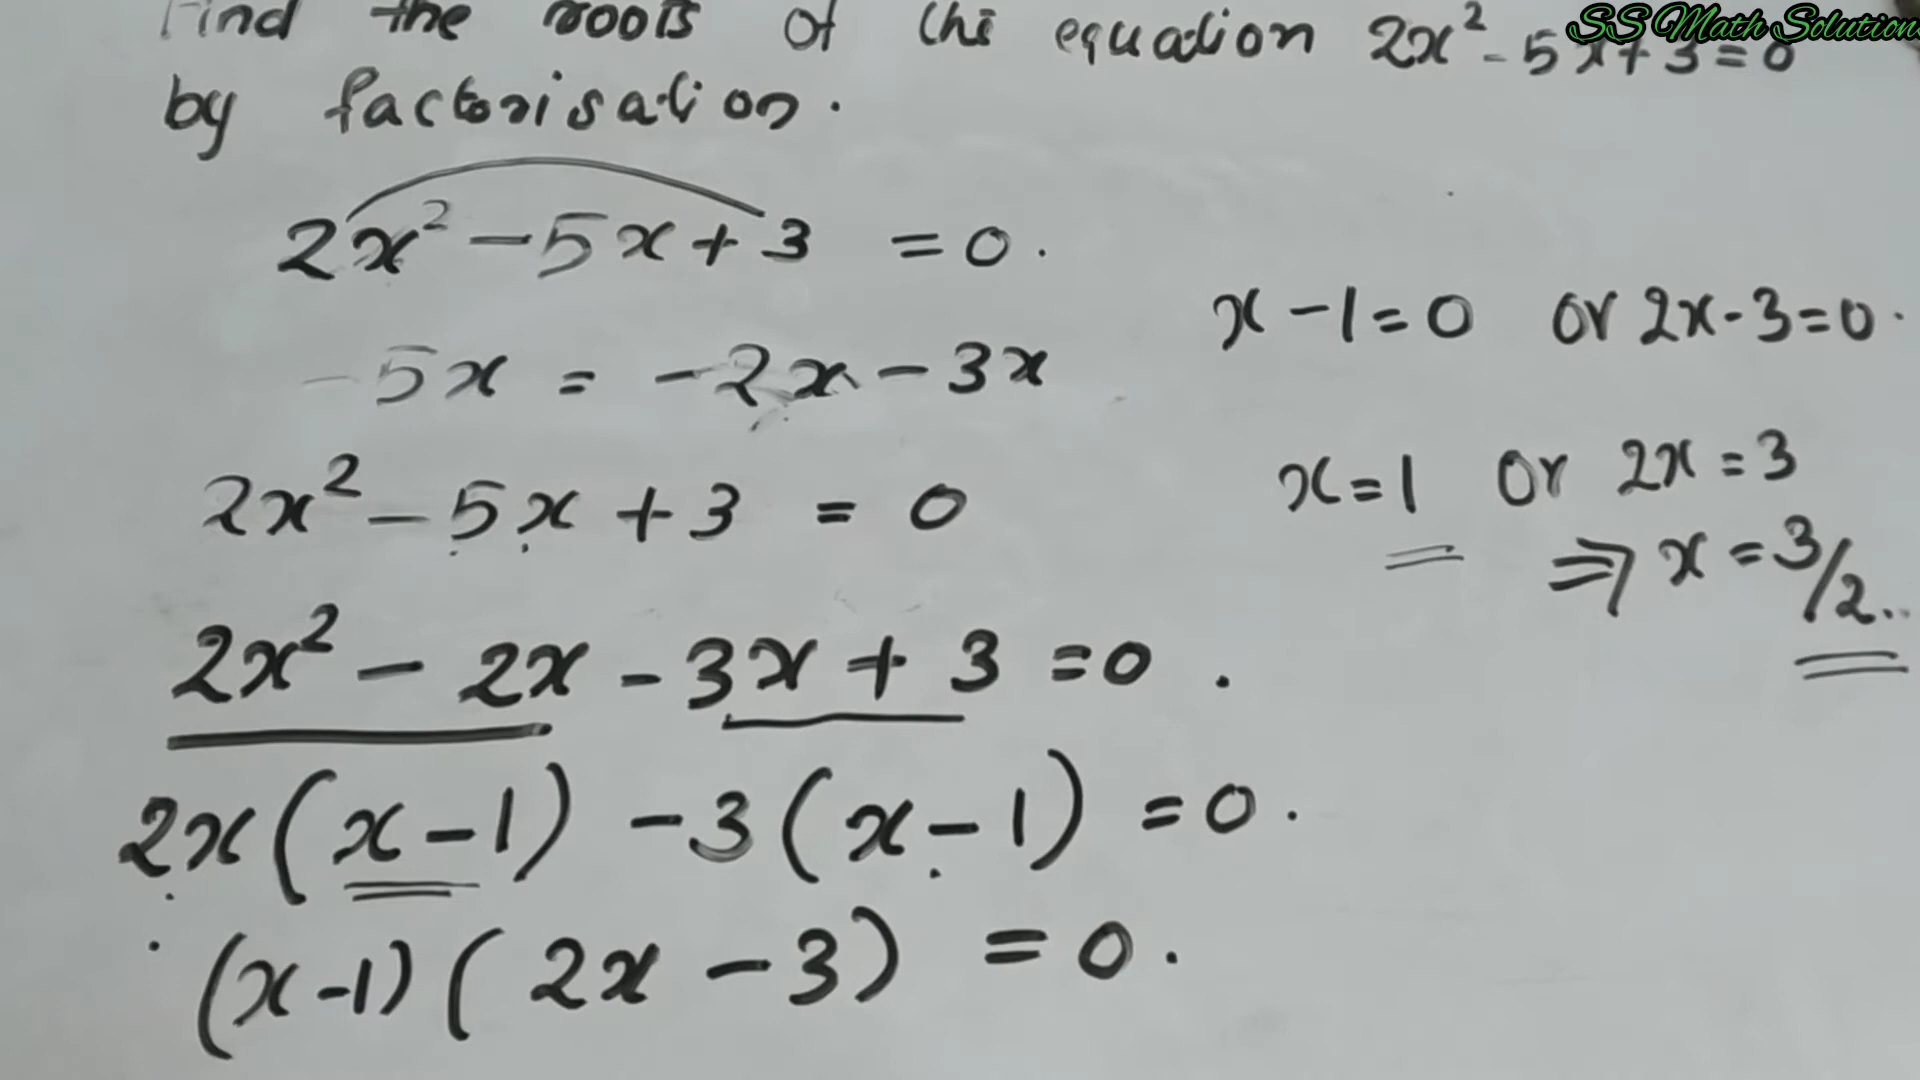 Find the roots of the equation 2x² - 5x + 3 = 0
SS Math Solutions
by factorisation.
2x² - 5x + 3 = 0.
-5x = -2x - 3x
2x² - 5x + 3 = 0
2x² - 2x - 3x + 3 = 0.
2x(x-1) - 3(x-1) = 0.
(x-1)(2x-3) = 0.
x - 1 = 0 or 2x - 3 = 0.
x = 1 or 2x = 3
⇒ x = 3/2..